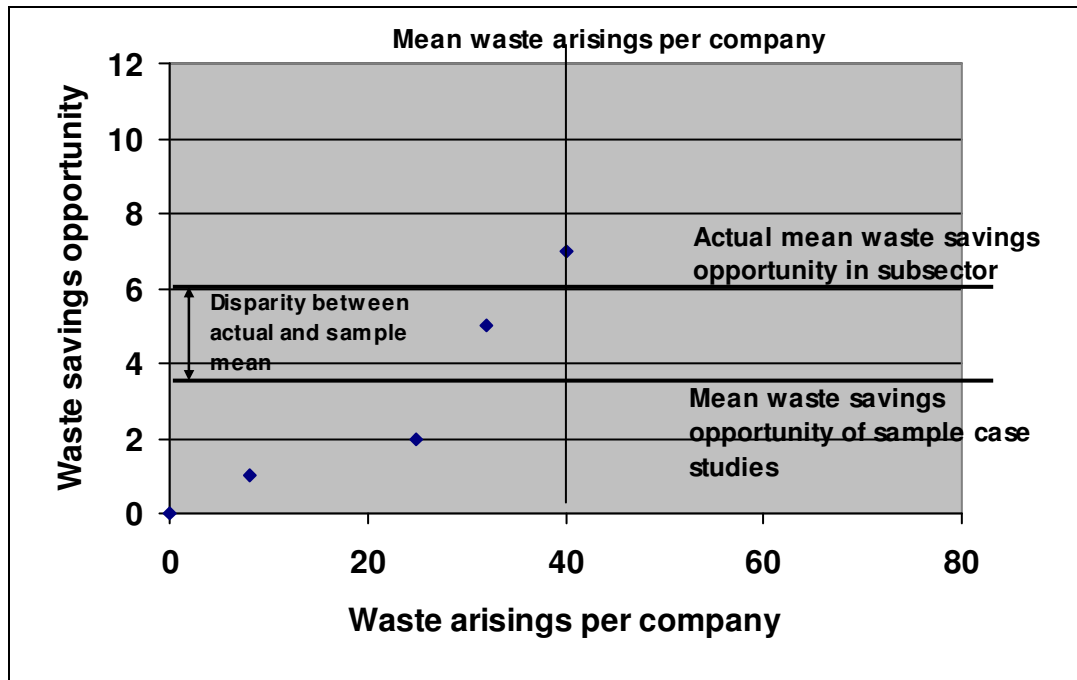 Mean waste arisings per company
Waste savings opportunity
12
10
8
6
4
2
0
Actual mean waste savings
opportunity in subsector
Disparity between
actual and sample
mean
Mean waste savings
opportunity of sample case
studies
0 20 40 60 80
Waste arisings per company